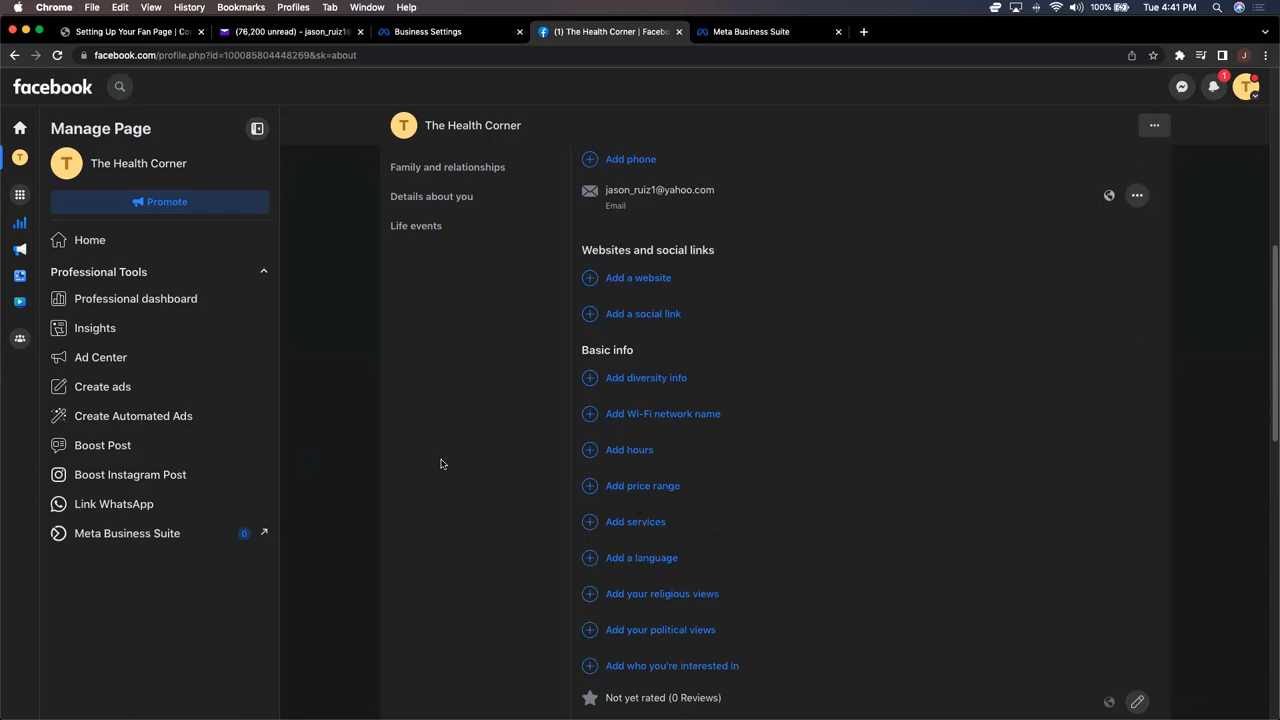 Chrome File Edit View History Bookmarks Profiles Tab Window Help 100% Tue 4:41 PM
Setting Up Your Fan Page | Co (76,200 unread) - jason_ruiz1 Business Settings (1) The Health Corner | Facebo Meta Business Suite
facebook.com/profile.php?id=100085804448269&sk=about J
facebook 1 T
Manage Page
T The Health Corner
T The Health Corner
Promote
Home
Professional Tools
Professional dashboard
Insights
Ad Center
Create ads
Create Automated Ads
Boost Post
Boost Instagram Post
Link WhatsApp
Meta Business Suite 0
T The Health Corner
Family and relationships
Details about you
Life events
Add phone
jason_ruiz1@yahoo.com
Email
Websites and social links
Add a website
Add a social link
Basic info
Add diversity info
Add Wi-Fi network name
Add hours
Add price range
Add services
Add a language
Add your religious views
Add your political views
Add who you're interested in
Not yet rated (0 Reviews)